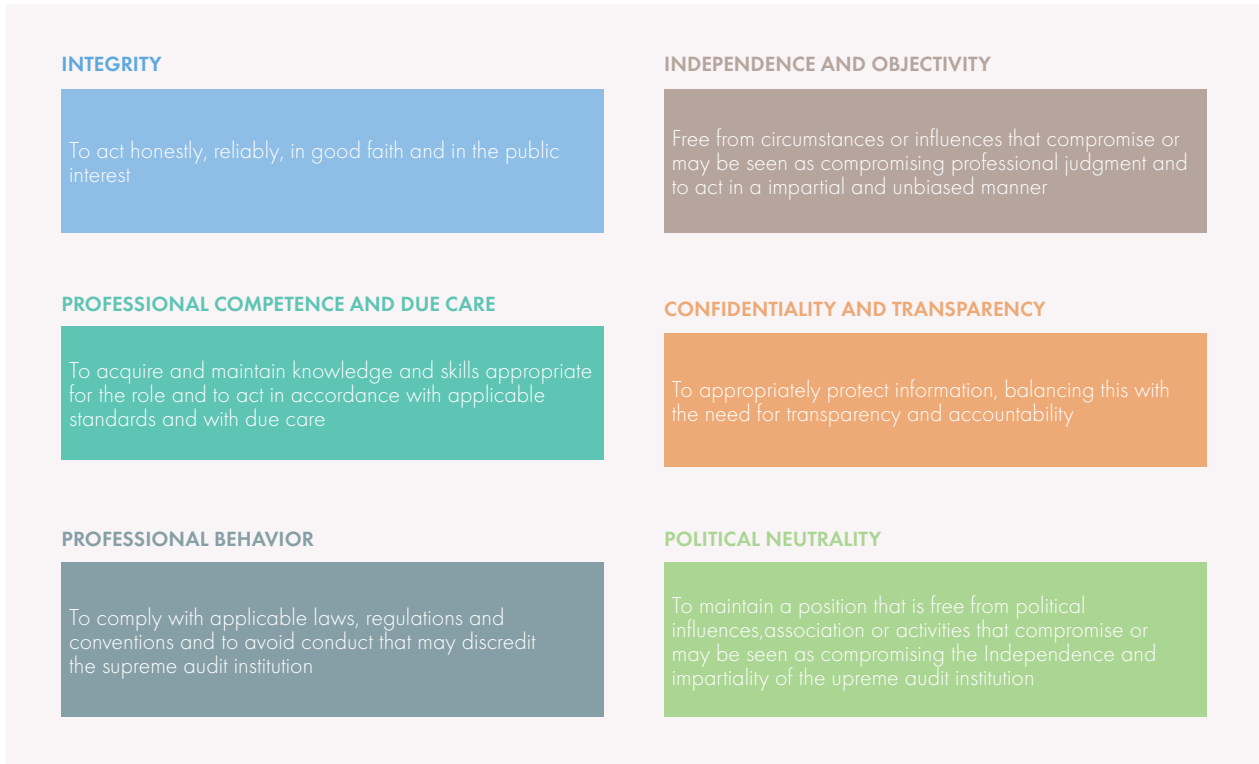 INTEGRITY
To act honestly, reliably, in good faith and in the public
interest
INDEPENDENCE AND OBJECTIVITY
Free from circumstances or influences that compromise or
may be seen as compromising professional judgment and
to act in a impartial and unbiased manner
PROFESSIONAL COMPETENCE AND DUE CARE
To acquire and maintain knowledge and skills appropriate
for the role and to act in accordance with applicable
standards and with due care
CONFIDENTIALITY AND TRANSPARENCY
To appropriately protect information, balancing this with
the need for transparency and accountability
PROFESSIONAL BEHAVIOR
To comply with applicable laws, regulations and
conventions and to avoid conduct that may discredit
the supreme audit institution
POLITICAL NEUTRALITY
To maintain a position that is free from political
influences,association or activities that compromise or
may be seen as compromising the Independence and
impartiality of the upreme audit institution